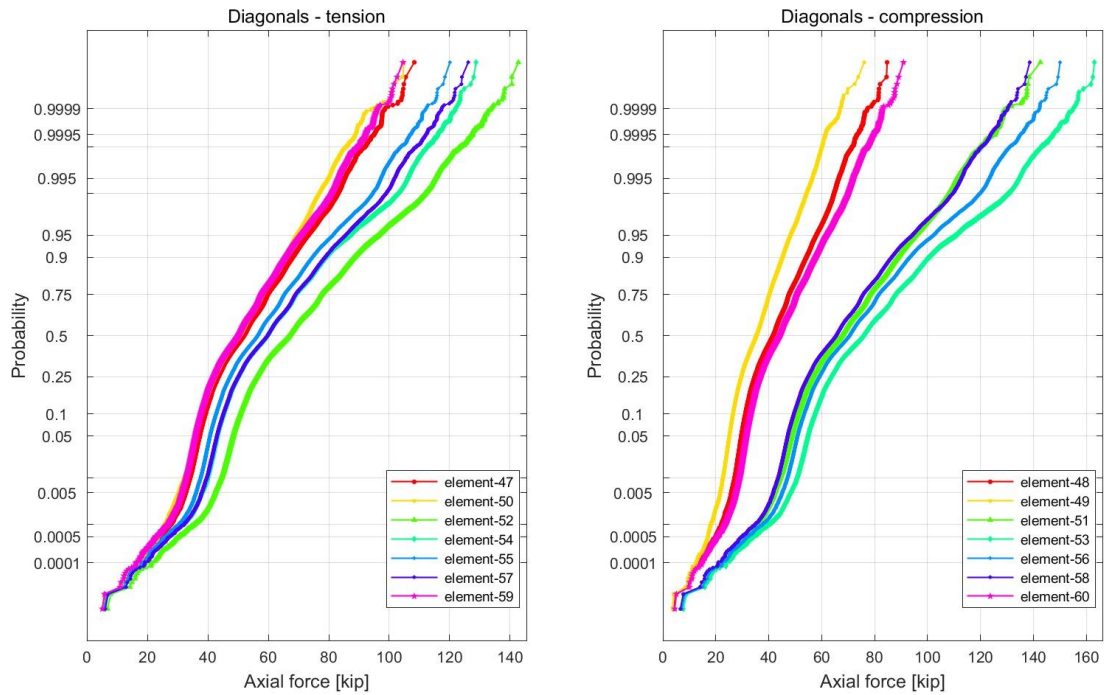 Diagonals - tension
Probability
0.9999
0.9995
0.995
0.95
0.9
0.75
0.5
0.25
0.1
0.05
0.005
0.0005
0.0001
0 20 40 60 80 100 120 140
Axial force [kip]
element-47
element-50
element-52
element-54
element-55
element-57
element-59
Diagonals - compression
Probability
0.9999
0.9995
0.995
0.95
0.9
0.75
0.5
0.25
0.1
0.05
0.005
0.0005
0.0001
0 20 40 60 80 100 120 140 160
Axial force [kip]
element-48
element-49
element-51
element-53
element-56
element-58
element-60